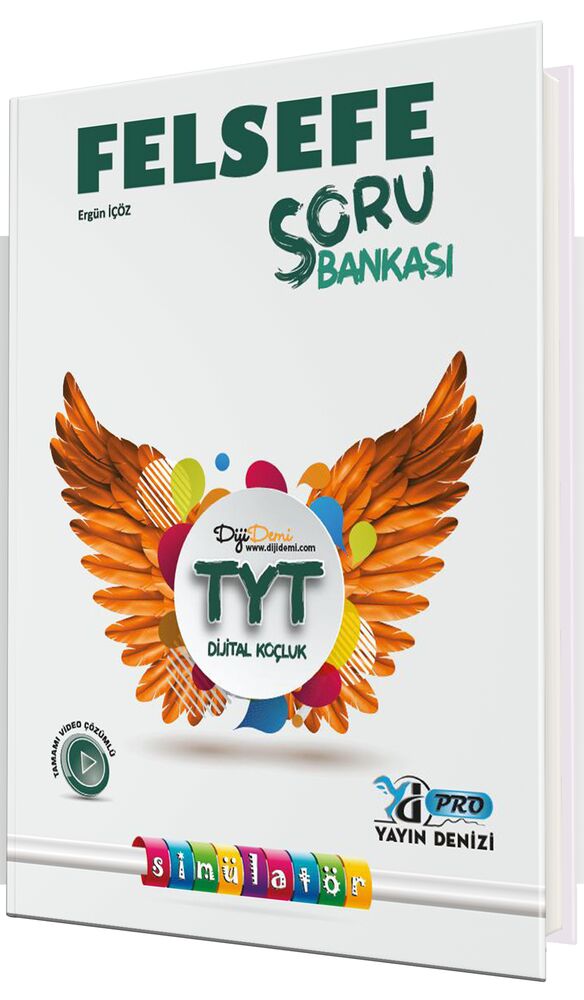 FELSEFE
Ergün İÇÖZ
SORU
BANKASI
DijiDemi
www.dijidemi.com
TYT
DİJİTAL KOÇLUK
TAMAMI VİDEO ÇÖZÜMLÜ
yd PRO
YAYIN DENİZİ
simülatör